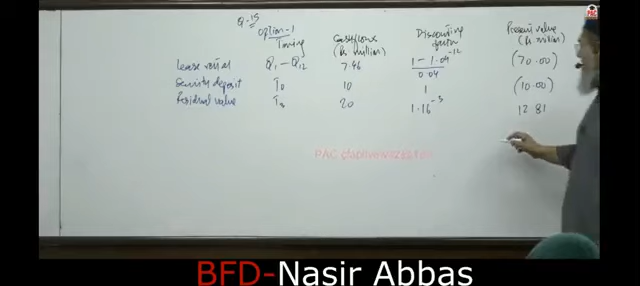 PAC
Q-15
Option-1
Timing Cashflows (Rs million) Discounting factor Present value (Rs million)
Lease rental Q1 - Q12 7.46 1 - 1.04^-12 / 0.04 (70.00)
Security deposit T0 10 1 (10.00)
Residual value T3 20 1.16^-3 12.81
BFD-Nasir Abbas